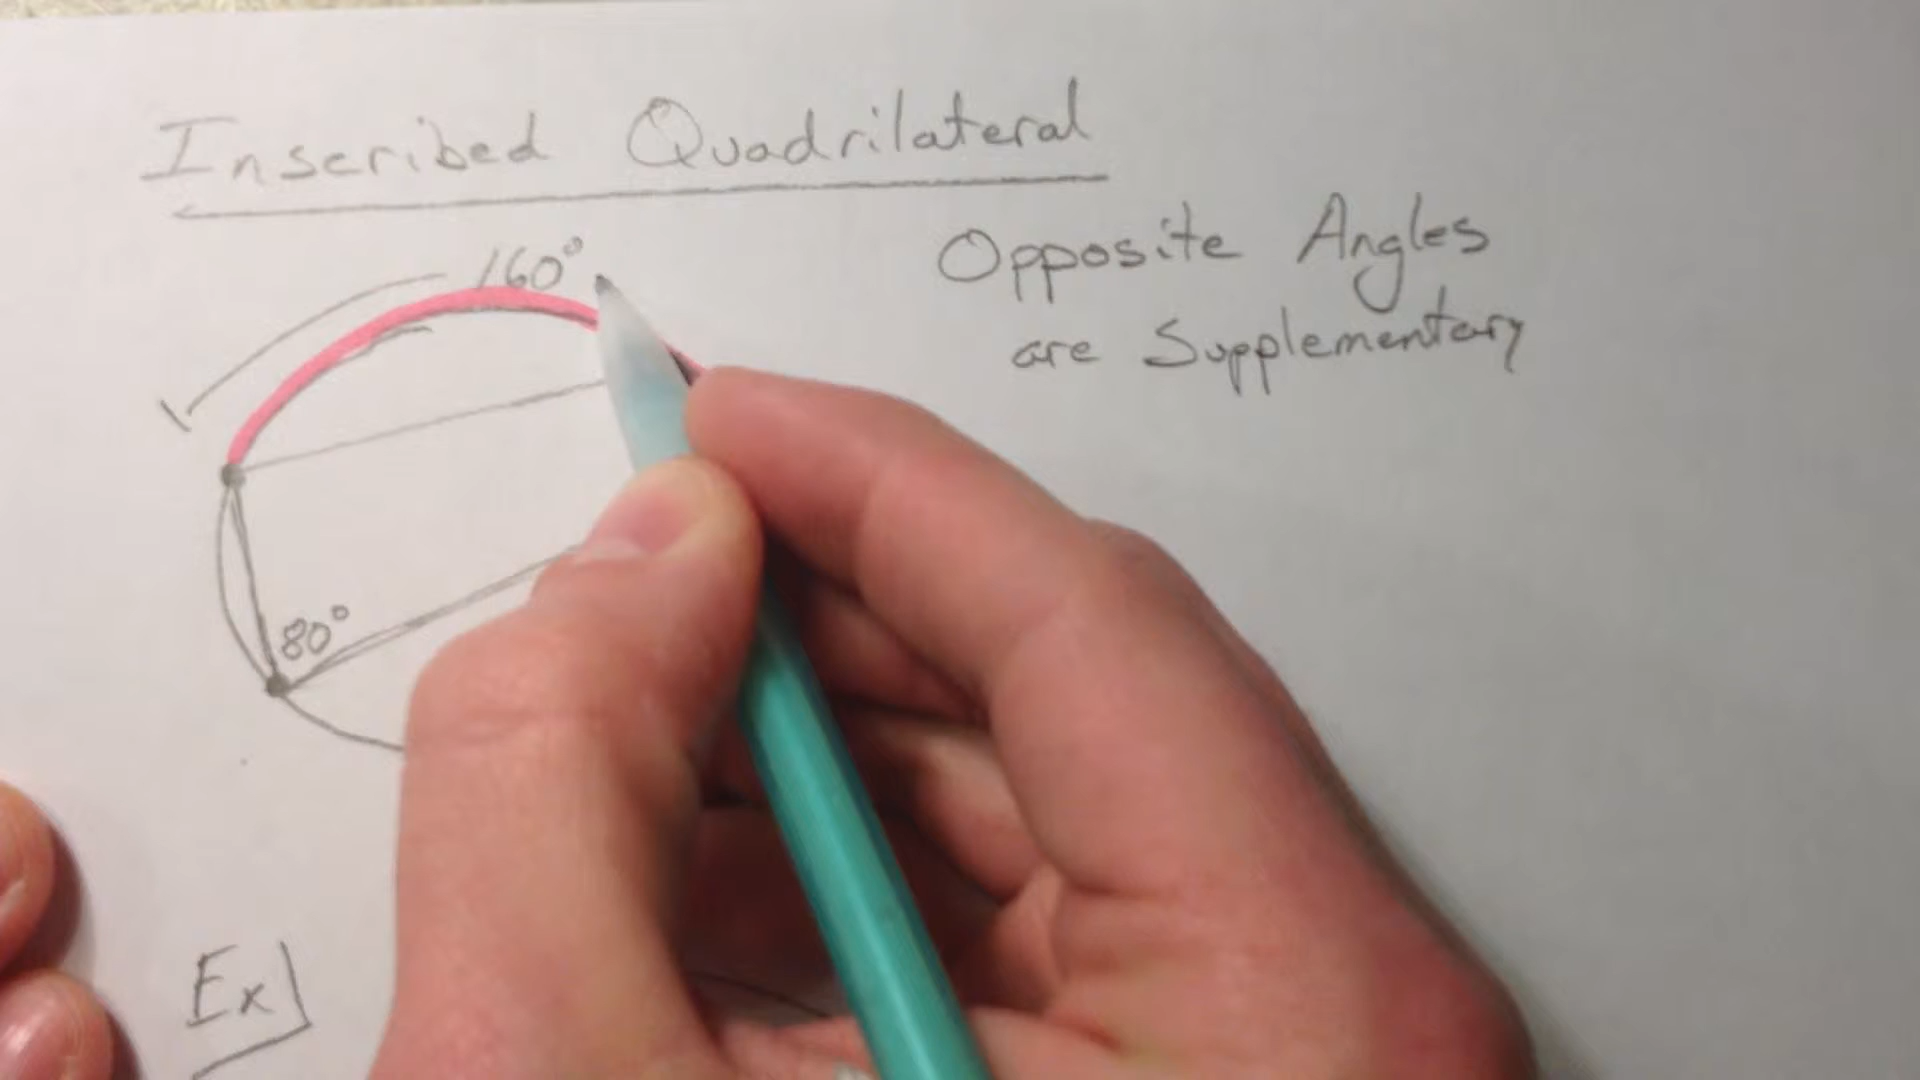 Inscribed Quadrilateral
160°
Opposite Angles
are Supplementary
80°
Ex